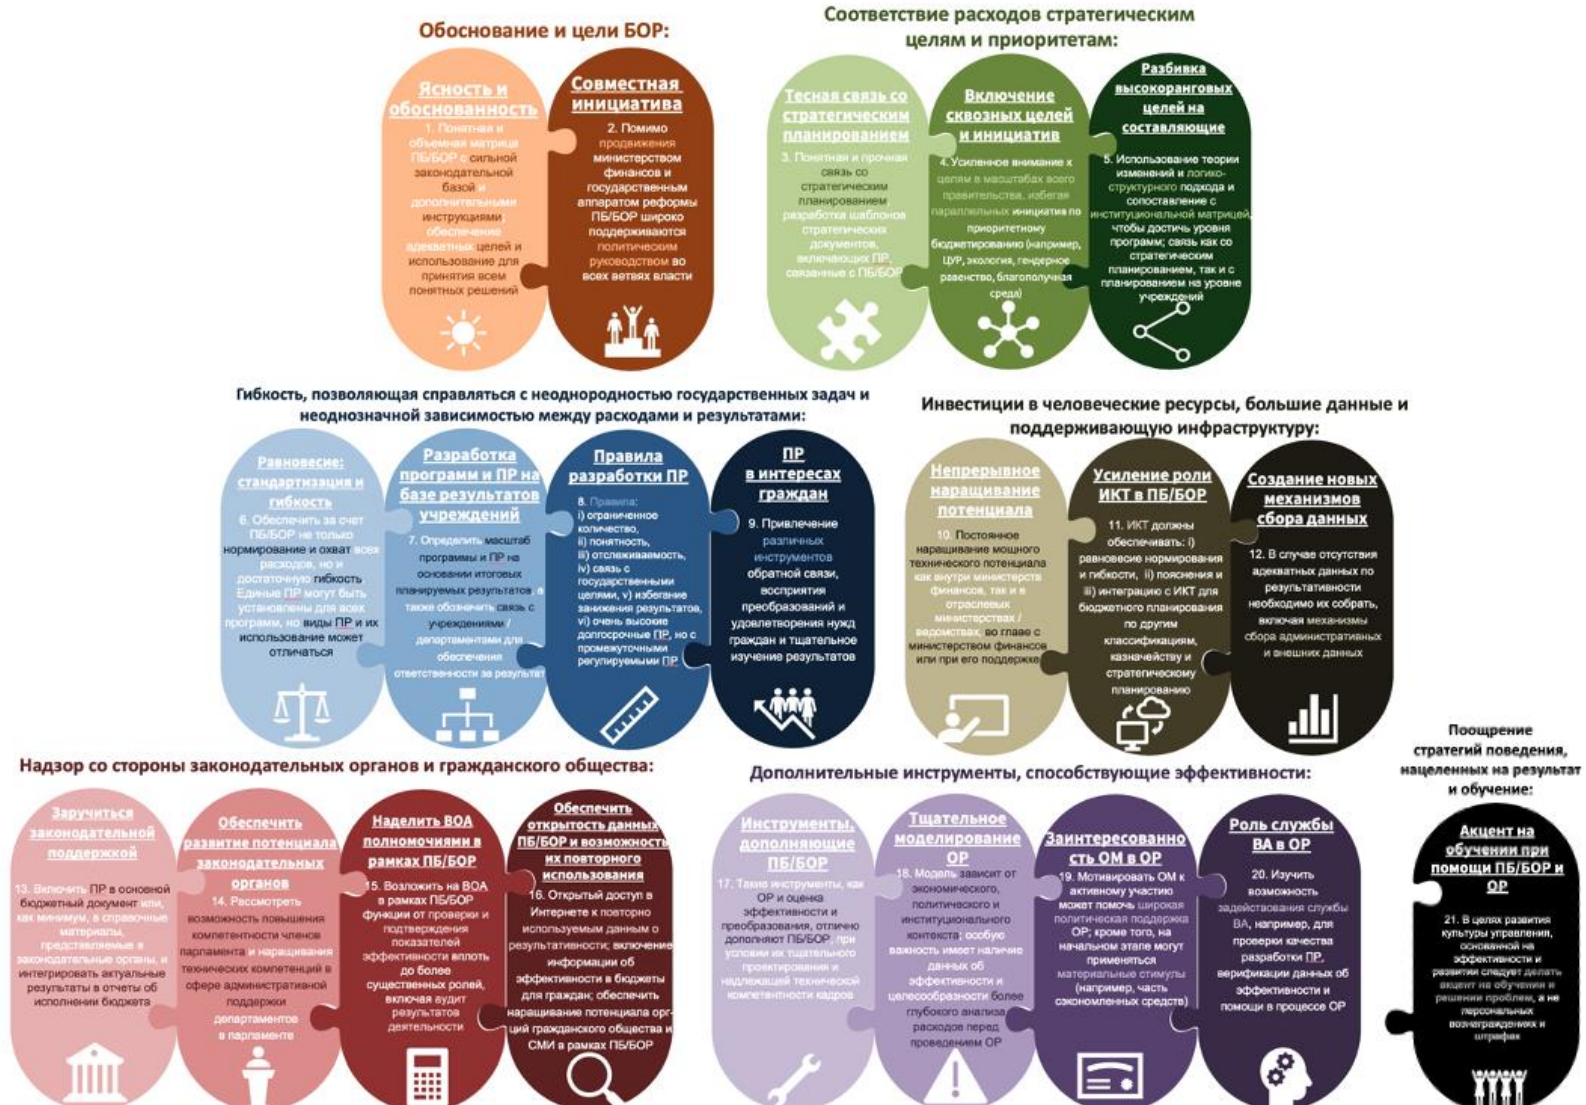 Обоснование и цели БОР:
Ясность и
обоснованность
1. Понятная и
объемная матрица
ПБ/БОР с сильной
законодательной
базой и
дополнительными
инструкциями;
обеспечение
адекватных целей и
использование для
принятия всем
понятных решений
Совместная
инициатива
2. Помимо
продвижения
министерством
финансов и
государственным
аппаратом реформы
ПБ/БОР широко
поддерживаются
политическим
руководством во
всех ветвях власти
Соответствие расходов стратегическим
целям и приоритетам:
Тесная связь со
стратегическим
планированием
3. Понятная и прочная
связь со
стратегическим
планированием
разработка шаблонов
стратегических
документов,
включающих ПР,
связанные с ПБ/БОР
Включение
сквозных целей
и инициатив
4. Усиленное внимание к
целям в масштабах всего
правительства, избегая
параллельных инициатив по
приоритетному
бюджетированию (например,
ЦУР, экология, гендерное
равенство, благополучная
среда)
Разбивка
высокоранговых
целей на
составляющие
5. Использование теории
изменений и логико-
структурного подхода и
сопоставление с
институциональной матрицей,
чтобы достичь уровня
программ; связь как со
стратегическим
планированием, так и с
планированием на уровне
учреждений
Гибкость, позволяющая справляться с неоднородностью государственных задач и
неоднозначной зависимостью между расходами и результатами:
Равновесие:
стандартизация и
гибкость
6. Обеспечить за счет
ПБ/БОР не только
нормирование и охват всех
расходов, но и
достаточную гибкость
Единые ПР могут быть
установлены для всех
программ, но виды ПР и их
использование может
отличаться
Разработка
программ и ПР на
базе результатов
учреждений
7. Определить масштаб
программы и ПР на
основании итоговых
планируемых результатов, а
также обозначить связь с
учреждениями /
департаментами для
обеспечения
ответственности за результат
Правила
разработки ПР
8. Правила:
i) ограниченное
количество,
ii) понятность,
iii) отслеживаемость,
iv) связь с
государственными
целями, v) избегание
занижения результатов,
vi) очень высокие
долгосрочные ПР, но с
промежуточными
регулируемыми ПР
ПР
в интересах
граждан
9. Привлечение
различных
инструментов
обратной связи,
восприятия
преобразований и
удовлетворения нужд
граждан и тщательное
изучение результатов
Инвестиции в человеческие ресурсы, большие данные и
поддерживающую инфраструктуру:
Непрерывное
наращивание
потенциала
10. Постоянное
наращивание мощного
технического потенциала
как внутри министерств
финансов, так и в
отраслевых
министерствах /
ведомствах, во главе с
министерством финансов
или при его поддержке
Усиление роли
ИКТ в ПБ/БОР
11. ИКТ должны
обеспечивать: i)
равновесие нормирования
и гибкости, ii) пояснения и
iii) интеграцию с ИКТ для
бюджетного планирования
по другим
классификациям,
казначейству и
стратегическому
планированию
Создание новых
механизмов
сбора данных
12. В случае отсутствия
адекватных данных по
результативности
необходимо их собрать,
включая механизмы
сбора административных
и внешних данных
Надзор со стороны законодательных органов и гражданского общества:
Заручиться
законодательной
поддержкой
13. Включить ПР в основной
бюджетный документ или,
как минимум, в справочные
материалы,
представляемые в
законодательные органы, и
интегрировать актуальные
результаты в отчеты об
исполнении бюджета
Обеспечить
развитие потенциала
законодательных
органов
14. Рассмотреть
возможность повышения
компетентности членов
парламента и наращивания
технических компетенций в
сфере административной
поддержки
департаментов
в парламенте
Наделить ВОА
полномочиями в
рамках ПБ/БОР
15. Возложить на ВОА
в рамках ПБ/БОР
функции от проверки и
подтверждения
показателей
эффективности вплоть
до более
существенных ролей,
включая аудит
результатов
деятельности
Обеспечить
открытость данных
ПБ/БОР и возможность
их повторного
использования
16. Открытый доступ в
Интернете к повторно
используемым данным о
результативности; включение
информации об
эффективности в бюджеты
для граждан; обеспечить
наращивание потенциала орг-
ций гражданского общества и
СМИ в рамках ПБ/БОР
Дополнительные инструменты, способствующие эффективности:
Инструменты,
дополняющие
ПБ/БОР
17. Такие инструменты, как
ОР и оценка
эффективности и
преобразования, отлично
дополняют ПБ/БОР, при
условии их тщательного
проектирования и
надлежащей технической
компетентности кадров
Тщательное
моделирование
ОР
18. Модель зависит от
экономического,
политического и
институционального
контекста; особую
важность имеет наличие
данных об
эффективности и
целесообразности более
глубокого анализа
расходов перед
проведением ОР
Заинтересованно
сть ОМ в ОР
19. Мотивировать ОМ к
активному участию
может помочь широкая
политическая поддержка
ОР; кроме того, на
начальном этапе могут
применяться
материальные стимулы
(например, часть
сэкономленных средств)
Роль службы
ВА в ОР
20. Изучить
возможность
задействования службы
ВА, например, для
проверки качества
разработки ПР,
верификации данных об
эффективности и
помощи в процессе ОР
Поощрение
стратегий поведения,
нацеленных на результат
и обучение:
Акцент на
обучении при
помощи ПБ/БОР и
ОР
21. В целях развития
культуры управления,
основанной на
эффективности и
развитии следует делать
акцент на обучении и
решении проблем, а не
персональных
вознаграждениях и
штрафах